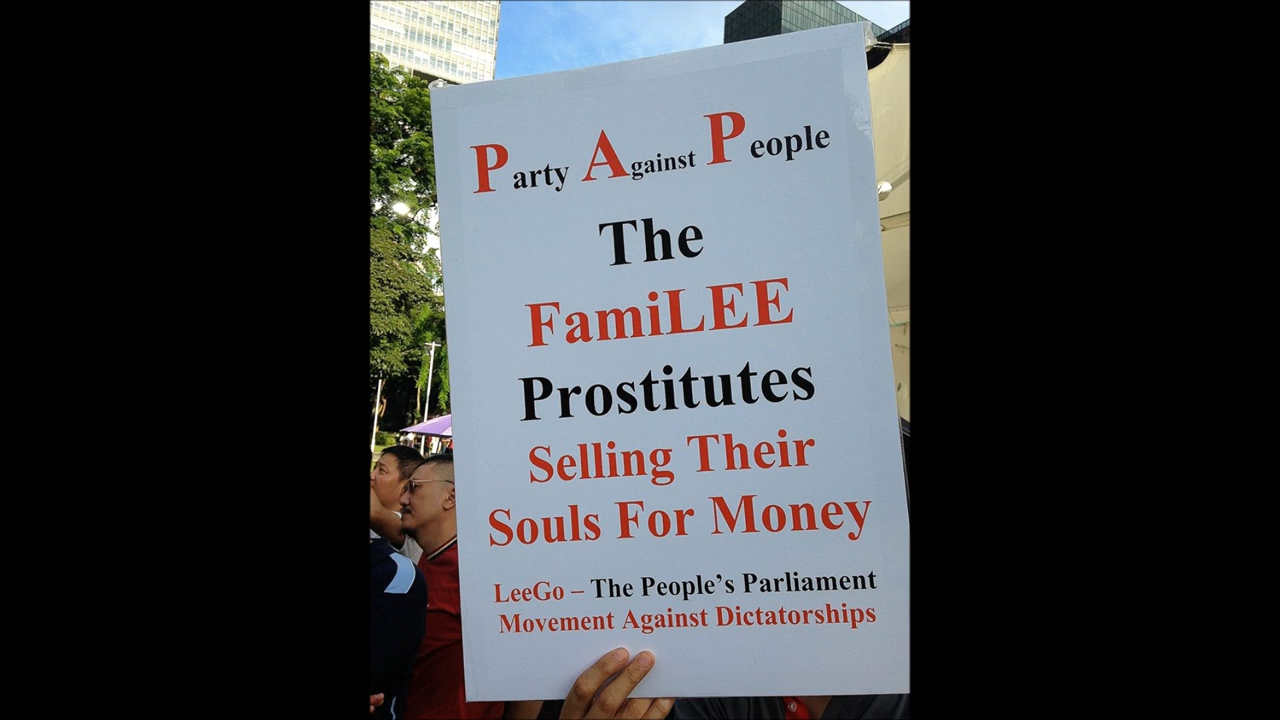 Party Against People
The
FamiLEE
Prostitutes
Selling Their
Souls For Money
LeeGo – The People's Parliament
Movement Against Dictatorships